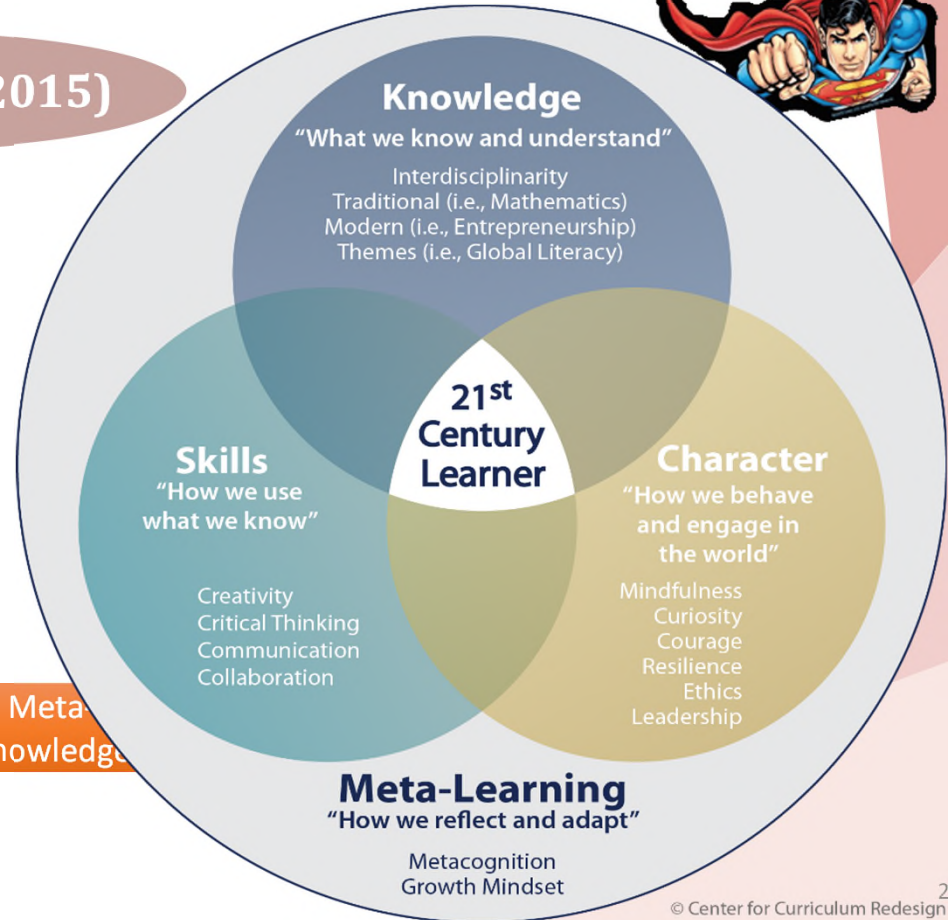 2015)
Knowledge
“What we know and understand”
Interdisciplinarity
Traditional (i.e., Mathematics)
Modern (i.e., Entrepreneurship)
Themes (i.e., Global Literacy)
21st
Century
Learner
Skills
“How we use
what we know”
Creativity
Critical Thinking
Communication
Collaboration
Character
“How we behave
and engage in
the world”
Mindfulness
Curiosity
Courage
Resilience
Ethics
Leadership
Meta-
nowledge
Meta-Learning
“How we reflect and adapt”
Metacognition
Growth Mindset
2
© Center for Curriculum Redesign